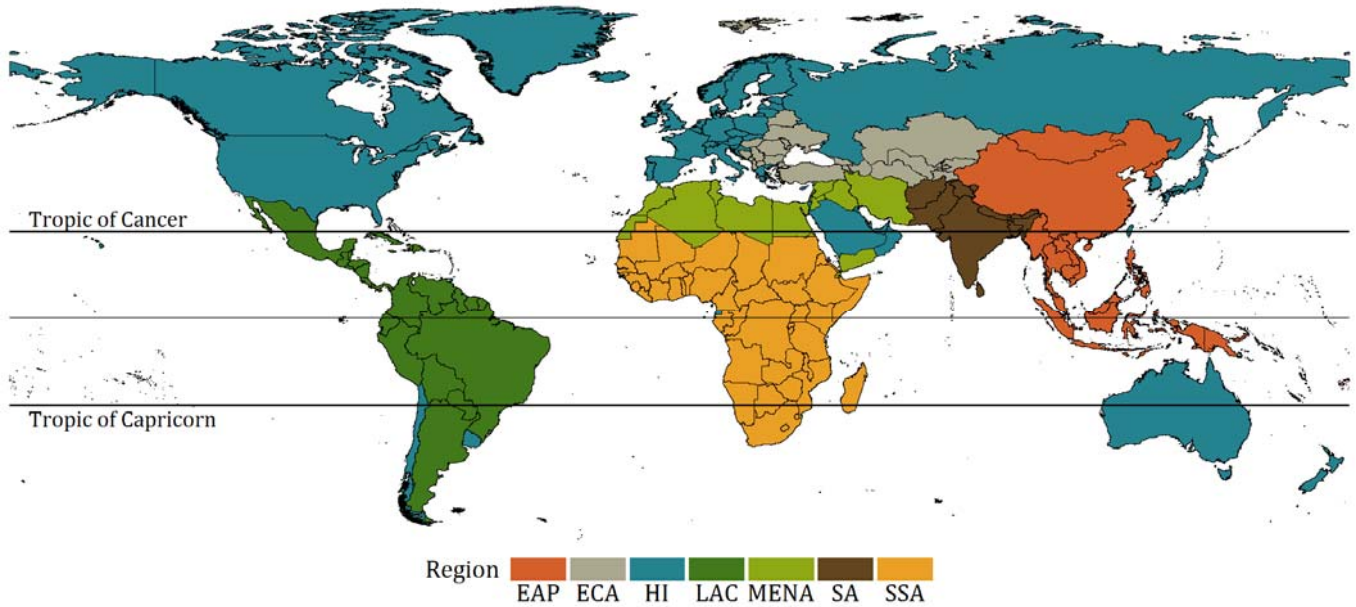 Tropic of Cancer
Tropic of Capricorn
Region
EAP ECA HI LAC MENA SA SSA